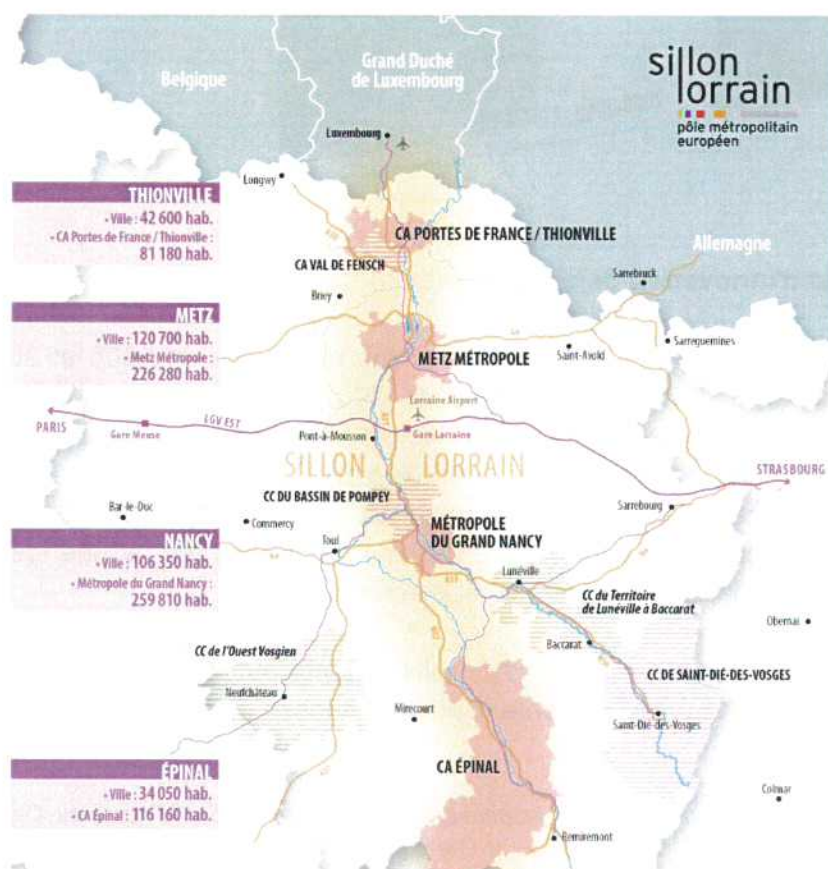 Belgique
Grand Duché
de Luxembourg
sillon
lorrain
pôle métropolitain
européen
Luxembourg
Longwy
THIONVILLE
• Ville : 42 600 hab.
• CA Portes de France / Thionville :
81 180 hab.
CA PORTES DE FRANCE / THIONVILLE
Allemagne
CA VAL DE FENSCH
Sarrebruck
Briey
METZ
• Ville : 120 700 hab.
• Metz Métropole :
226 280 hab.
Sarreguemines
Saint-Avold
METZ MÉTROPOLE
Lorraine Airport
PARIS
LGV EST
Gare Meuse
Gare Lorraine
Pont-à-Mousson
SILLON LORRAIN
STRASBOURG
CC DU BASSIN DE POMPEY
Bar-le-Duc
Commercy
Sarrebourg
MÉTROPOLE
DU GRAND NANCY
NANCY
• Ville : 106 350 hab.
• Métropole du Grand Nancy :
259 810 hab.
Toul
Lunéville
CC du Territoire
de Lunéville à Baccarat
Obernai
Baccarat
CC de l'Ouest Vosgien
CC DE SAINT-DIÉ-DES-VOSGES
Neufchâteau
Mirecourt
Saint-Dié-des-Vosges
ÉPINAL
• Ville : 34 050 hab.
• CA Épinal : 116 160 hab.
CA ÉPINAL
Colmar
Remiremont